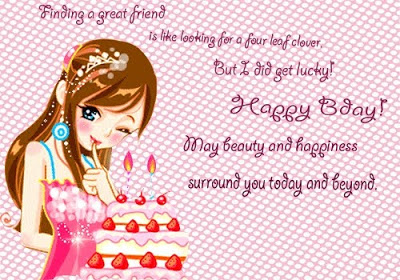 Finding a great friend
is like looking for a four leaf clover.
But I did get lucky!
Happy Bday!
May beauty and happiness
surround you today and beyond.